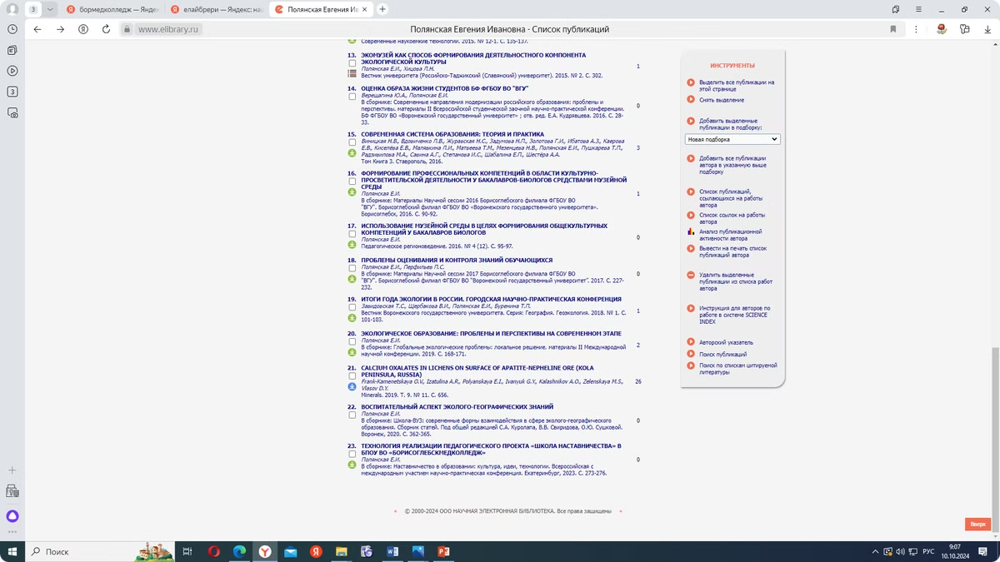 3
бормедколледж — Яндек
елайбрери — Яндекс: наш
Полянская Евгения Ив
www.elibrary.ru
Полянская Евгения Ивановна - Список публикаций
3
Современные наукоемкие технологии. 2015. № 12-1. С. 135-137.
13. ЭКОМУЗЕЙ КАК СПОСОБ ФОРМИРОВАНИЯ ДЕЯТЕЛЬНОСТНОГО КОМПОНЕНТА
ЭКОЛОГИЧЕСКОЙ КУЛЬТУРЫ
Полянская Е.И., Хицова Л.Н.
Вестник университета (Российско-Таджикский (Славянский) университет). 2015. № 2. С. 302.
1
14. ОЦЕНКА ОБРАЗА ЖИЗНИ СТУДЕНТОВ БФ ФГБОУ ВО "ВГУ"
Верещагина Ю.А., Полянская Е.И.
В сборнике: Современные направления модернизации российского образования: проблемы и
перспективы. материалы II Всероссийской студенческой заочной научно-практической конференции.
БФ ФГБОУ ВО «Воронежский государственный университет» ; отв. ред. Е.А. Кудрявцева. 2016. С. 28-
33.
0
15. СОВРЕМЕННАЯ СИСТЕМА ОБРАЗОВАНИЯ: ТЕОРИЯ И ПРАКТИКА
Виницкая Н.В., Вдовиченко Л.В., Журавская Н.С., Задумова Н.П., Золотова Г.И., Ибатова А.З., Каерова
Е.В., Киселёва Е.В., Малявкина Л.И., Матвеева Т.М., Мезенцева Н.В., Полянская Е.И., Пушкарева Т.П.,
Радзивилова М.А., Савина А.Г., Степанова И.С., Шабалина Е.П., Шестёра А.А.
Том Книга 3. Ставрополь, 2016.
3
16. ФОРМИРОВАНИЕ ПРОФЕССИОНАЛЬНЫХ КОМПЕТЕНЦИЙ В ОБЛАСТИ КУЛЬТУРНО-
ПРОСВЕТИТЕЛЬСКОЙ ДЕЯТЕЛЬНОСТИ У БАКАЛАВРОВ-БИОЛОГОВ СРЕДСТВАМИ МУЗЕЙНОЙ
СРЕДЫ
Полянская Е.И.
В сборнике: Материалы Научной сессии 2016 Борисоглебского филиала ФГБОУ ВО
"ВГУ". Борисоглебский филиал ФГБОУ ВО «Воронежского государственного университета».
Борисоглебск, 2016. С. 90-92.
1
17. ИСПОЛЬЗОВАНИЕ МУЗЕЙНОЙ СРЕДЫ В ЦЕЛЯХ ФОРМИРОВАНИЯ ОБЩЕКУЛЬТУРНЫХ
КОМПЕТЕНЦИЙ У БАКАЛАВРОВ БИОЛОГОВ
Полянская Е.И.
Педагогическое регионоведение. 2016. № 4 (12). С. 95-97.
0
18. ПРОБЛЕМЫ ОЦЕНИВАНИЯ И КОНТРОЛЯ ЗНАНИЙ ОБУЧАЮЩИХСЯ
Полянская Е.И., Перфильев П.С.
В сборнике: Материалы Научной сессии 2017 Борисоглебского филиала ФГБОУ ВО
"ВГУ". Борисоглебский филиал ФГБОУ ВО "Воронежский государственный университет". 2017. С. 227-
232.
0
19. ИТОГИ ГОДА ЭКОЛОГИИ В РОССИИ. ГОРОДСКАЯ НАУЧНО-ПРАКТИЧЕСКАЯ КОНФЕРЕНЦИЯ
Завидовская Т.С., Щербакова В.И., Полянская Е.И., Буренина Т.П.
Вестник Воронежского государственного университета. Серия: География. Геоэкология. 2018. № 1. С.
101-103.
1
20. ЭКОЛОГИЧЕСКОЕ ОБРАЗОВАНИЕ: ПРОБЛЕМЫ И ПЕРСПЕКТИВЫ НА СОВРЕМЕННОМ ЭТАПЕ
Полянская Е.И.
В сборнике: Глобальные экологические проблемы: локальное решение. материалы II Международной
научной конференции. 2019. С. 168-171.
2
21. CALCIUM OXALATES IN LICHENS ON SURFACE OF APATITE-NEPHELINE ORE (KOLA
PENINSULA, RUSSIA)
Frank-Kamenetskaya O.V., Izatulina A.R., Polyanskaya E.I., Ivanyuk G.Y., Kalashnikov A.O., Zelenskaya M.S.,
Vlasov D.Y.
Minerals. 2019. Т. 9. № 11. С. 656.
26
22. ВОСПИТАТЕЛЬНЫЙ АСПЕКТ ЭКОЛОГО-ГЕОГРАФИЧЕСКИХ ЗНАНИЙ
Полянская Е.И.
В сборнике: Школа-ВУЗ: современные формы взаимодействия в сфере эколого-географического
образования. Сборник статей. Под общей редакцией С.А. Куролапа, В.В. Свиридова, О.Ю. Сушковой.
Воронеж, 2020. С. 362-365.
0
23. ТЕХНОЛОГИЯ РЕАЛИЗАЦИИ ПЕДАГОГИЧЕСКОГО ПРОЕКТА «ШКОЛА НАСТАВНИЧЕСТВА» В
БПОУ ВО «БОРИСОГЛЕБСКМЕДКОЛЛЕДЖ»
Полянская Е.И.
В сборнике: Наставничество в образовании: культура, идеи, технологии. Всероссийская с
международным участием научно-практическая конференция. Екатеринбург, 2023. С. 273-276.
0
ИНСТРУМЕНТЫ
Выделить все публикации на
этой странице
Снять выделение
Добавить выделенные
публикации в подборку:
Новая подборка
Добавить все публикации
автора в указанную выше
подборку
Список публикаций,
ссылающихся на работы
автора
Список ссылок на работы
автора
Анализ публикационной
активности автора
Вывести на печать список
публикаций автора
Удалить выделенные
публикации из списка работ
автора
Инструкция для авторов по
работе в системе SCIENCE
INDEX
Авторский указатель
Поиск публикаций
Поиск по спискам цитируемой
литературы
© 2000-2024 ООО НАУЧНАЯ ЭЛЕКТРОННАЯ БИБЛИОТЕКА. Все права защищены
Вверх
Поиск
РУС
9:07
10.10.2024